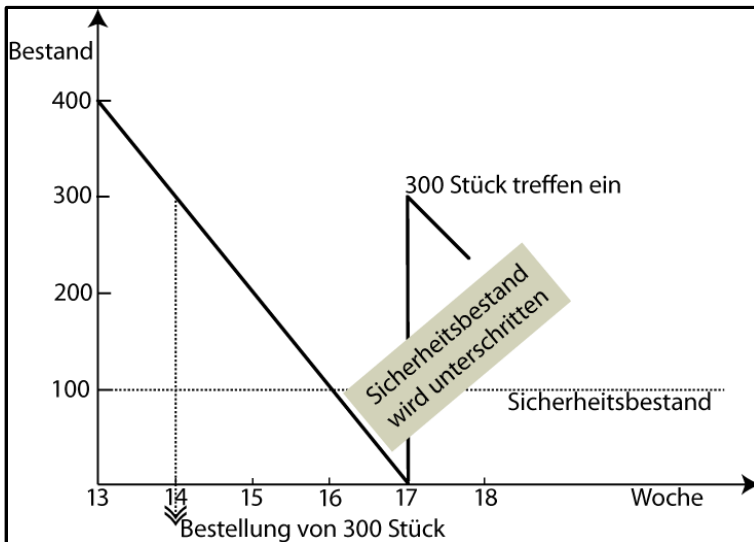 Bestand
400
300
300 Stück treffen ein
200
Sicherheitsbestand
wird unterschritten
100
Sicherheitsbestand
13 14 15 16 17 18 Woche
Bestellung von 300 Stück